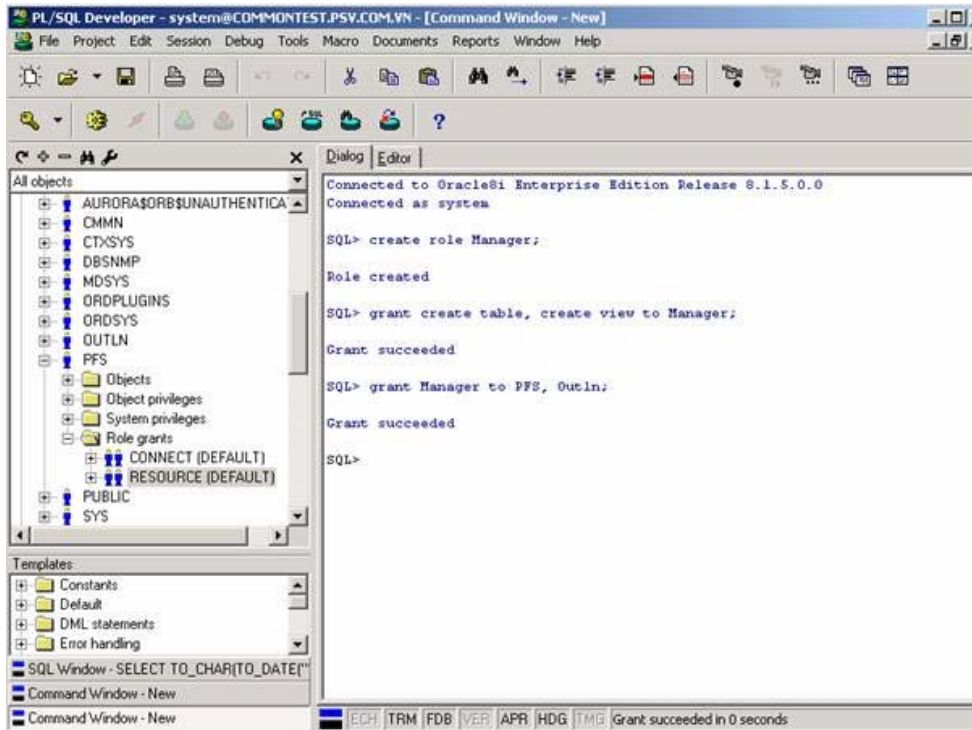 PL/SQL Developer - system@COMMONTEST.PSV.COM.VN - [Command Window - New]
File Project Edit Session Debug Tools Macro Documents Reports Window Help
All objects
AURORA$ORB$UNAUTHENTICA
CMMN
CTXSYS
DBSNMP
MDSYS
ORDPLUGINS
ORDSYS
OUTLN
PFS
Objects
Object privileges
System privileges
Role grants
CONNECT (DEFAULT)
RESOURCE (DEFAULT)
PUBLIC
SYS
Templates
Constants
Default
DML statements
Error handling
SQL Window - SELECT TO_CHAR(TO_DATE(''
Command Window - New
Command Window - New
Dialog Editor
Connected to Oracle8i Enterprise Edition Release 8.1.5.0.0
Connected as system
SQL> create role Manager;
Role created
SQL> grant create table, create view to Manager;
Grant succeeded
SQL> grant Manager to PFS, Outln;
Grant succeeded
SQL>
ECH TRM FDB VER APR HDG TMG Grant succeeded in 0 seconds